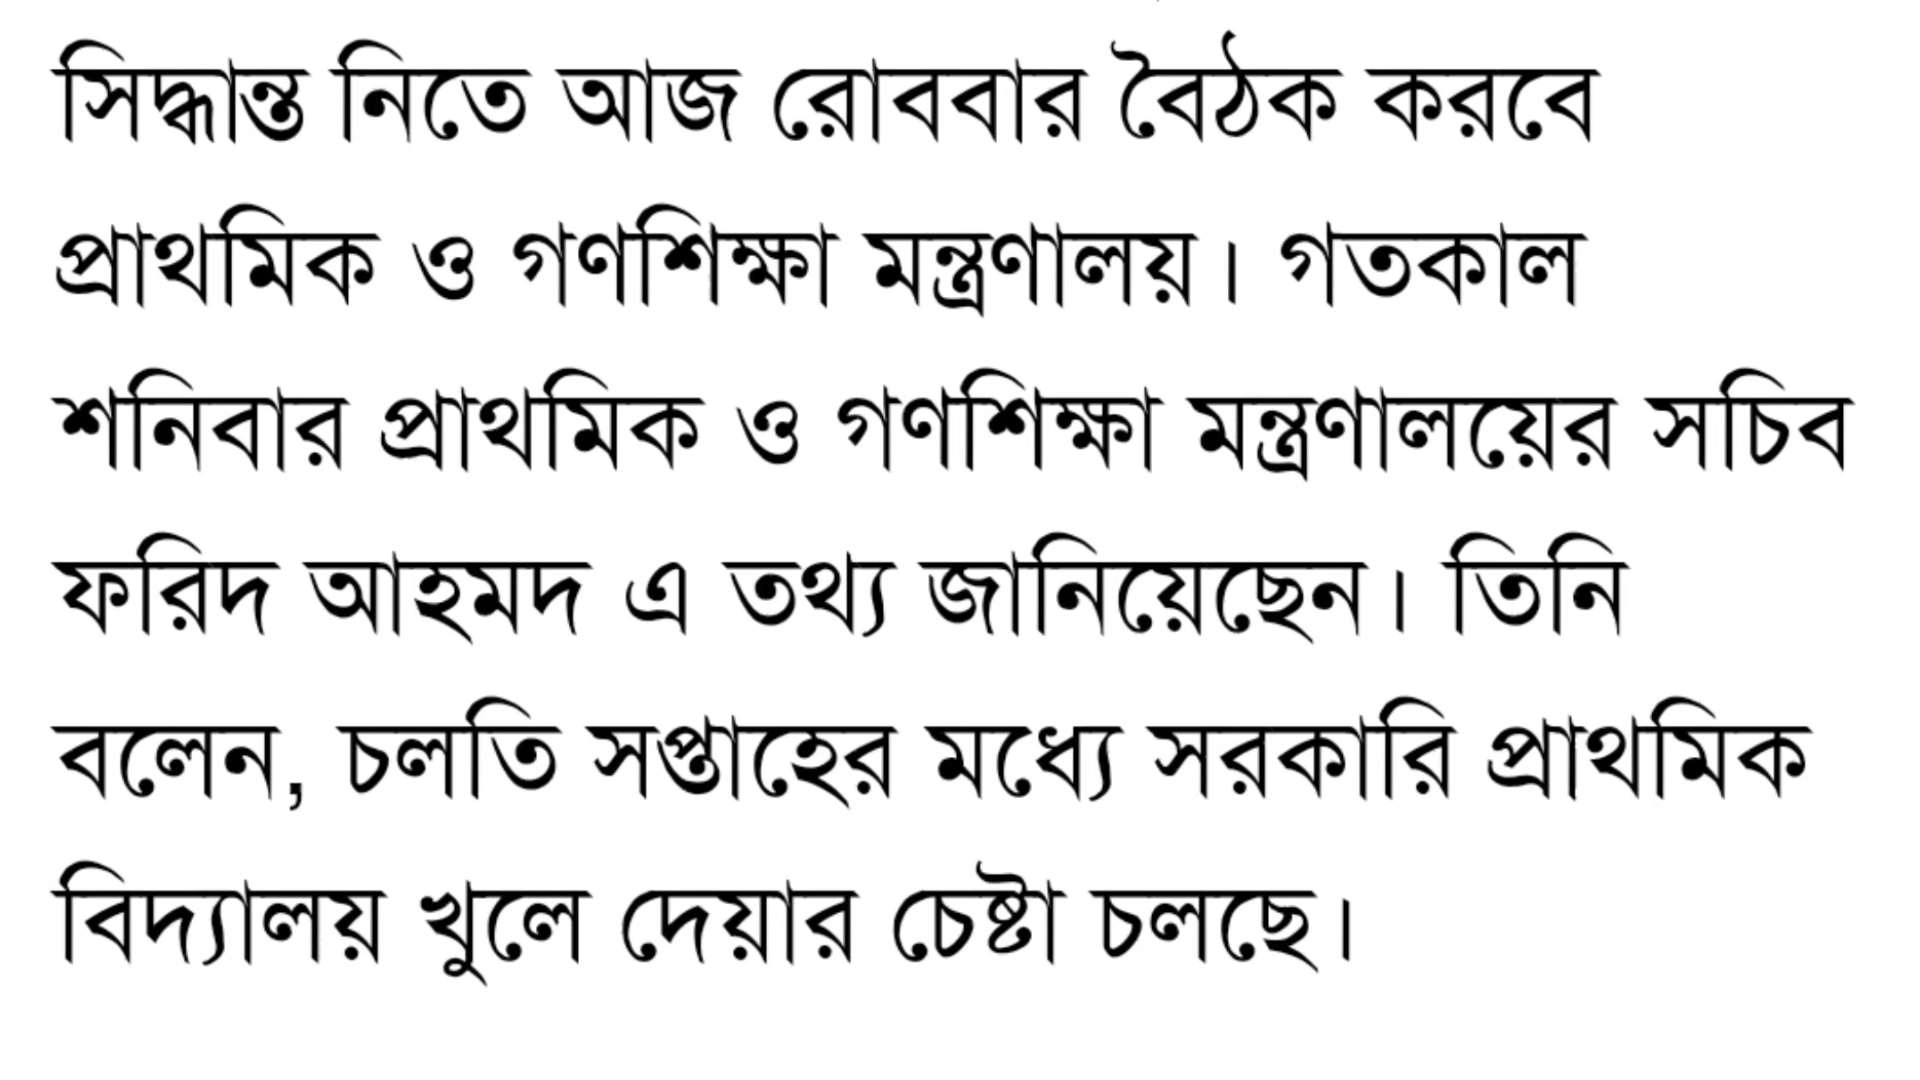 সিদ্ধান্ত নিতে আজ রোববার বৈঠক করবে
প্রাথমিক ও গণশিক্ষা মন্ত্রণালয়। গতকাল
শনিবার প্রাথমিক ও গণশিক্ষা মন্ত্রণালয়ের সচিব
ফরিদ আহমদ এ তথ্য জানিয়েছেন। তিনি
বলেন, চলতি সপ্তাহের মধ্যে সরকারি প্রাথমিক
বিদ্যালয় খুলে দেয়ার চেষ্টা চলছে।